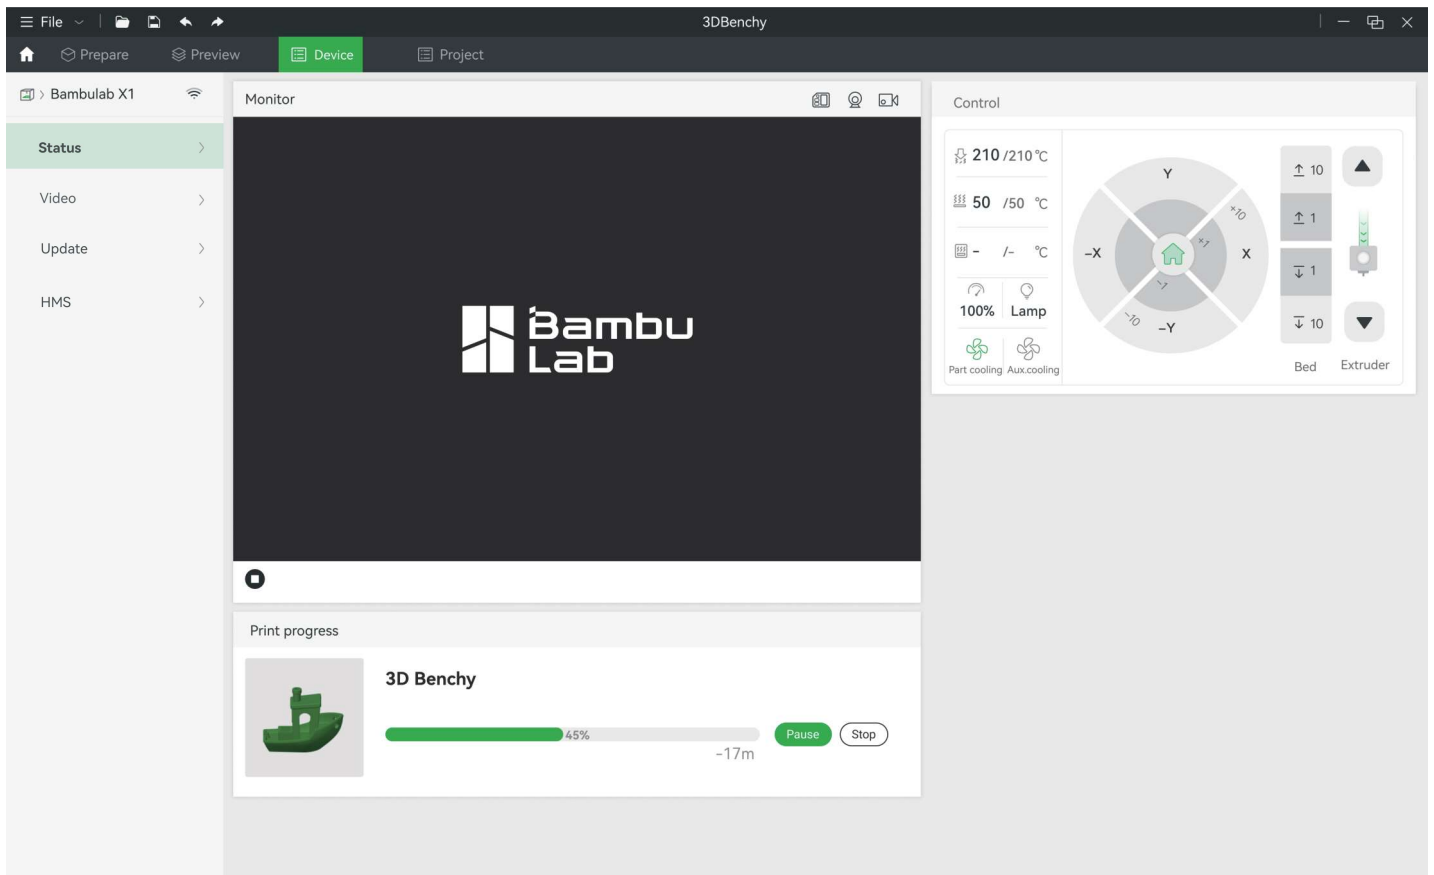 File
3DBenchy
Prepare
Preview
Device
Project
Bambulab X1
Status
Video
Update
HMS
Monitor
Bambu
Lab
Print progress
3D Benchy
45%
-17m
Pause
Stop
Control
210 /210 °C
50 /50 °C
- /- °C
100% Lamp
Part cooling Aux.cooling
Y
+10
+1
-X
X
-1
-10
-Y
10
1
1
10
Bed
Extruder